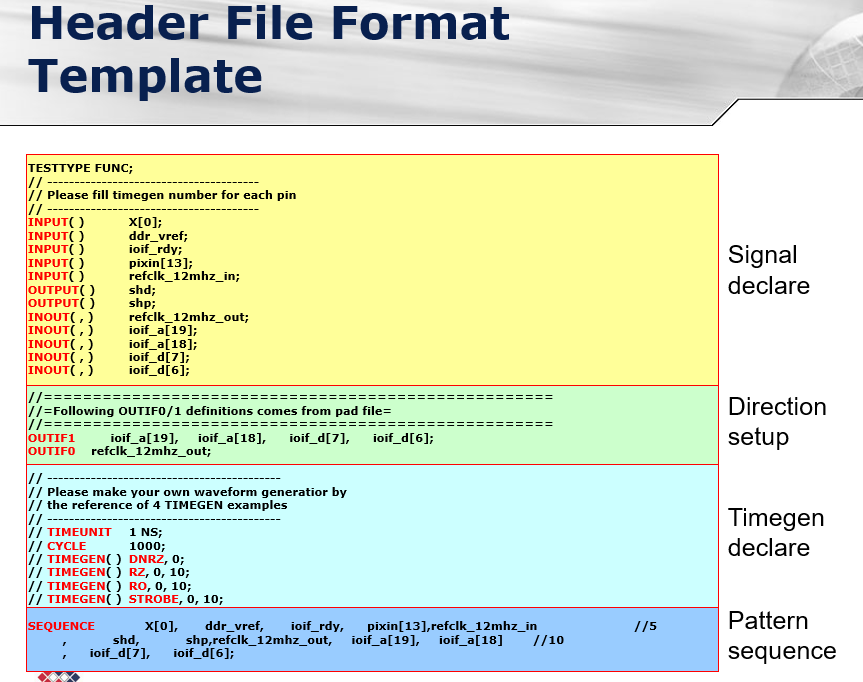 Header File Format
Template
TESTTYPE FUNC;
// ---------------------------------------
// Please fill timegen number for each pin
// ---------------------------------------
INPUT( ) X[0];
INPUT( ) ddr_vref;
INPUT( ) ioif_rdy;
INPUT( ) pixin[13];
INPUT( ) refclk_12mhz_in;
OUTPUT( ) shd;
OUTPUT( ) shp;
INOUT( , ) refclk_12mhz_out;
INOUT( , ) ioif_a[19];
INOUT( , ) ioif_a[18];
INOUT( , ) ioif_d[7];
INOUT( , ) ioif_d[6];
Signal
declare
//====================================================
//=Following OUTIF0/1 definitions comes from pad file=
//====================================================
OUTIF1 ioif_a[19], ioif_a[18], ioif_d[7], ioif_d[6];
OUTIF0 refclk_12mhz_out;
Direction
setup
// -------------------------------------------
// Please make your own waveform generatior by
// the reference of 4 TIMEGEN examples
// -------------------------------------------
// TIMEUNIT 1 NS;
// CYCLE 1000;
// TIMEGEN( ) DNRZ, 0;
// TIMEGEN( ) RZ, 0, 10;
// TIMEGEN( ) RO, 0, 10;
// TIMEGEN( ) STROBE, 0, 10;
Timegen
declare
SEQUENCE X[0], ddr_vref, ioif_rdy, pixin[13],refclk_12mhz_in //5
, shd, shp,refclk_12mhz_out, ioif_a[19], ioif_a[18] //10
, ioif_d[7], ioif_d[6];
Pattern
sequence